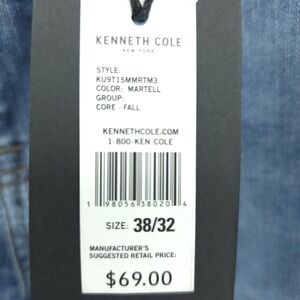 KENNETH COLE
NEW YORK
STYLE:
KU9T15MMRTM3
COLOR: MARTELL
GROUP:
CORE - FALL
KENNETHCOLE.COM
1-800 KEN-COLE
1 98056 38020 4
SIZE: 38/32
MANUFACTURER'S
SUGGESTED RETAIL PRICE:
$69.00